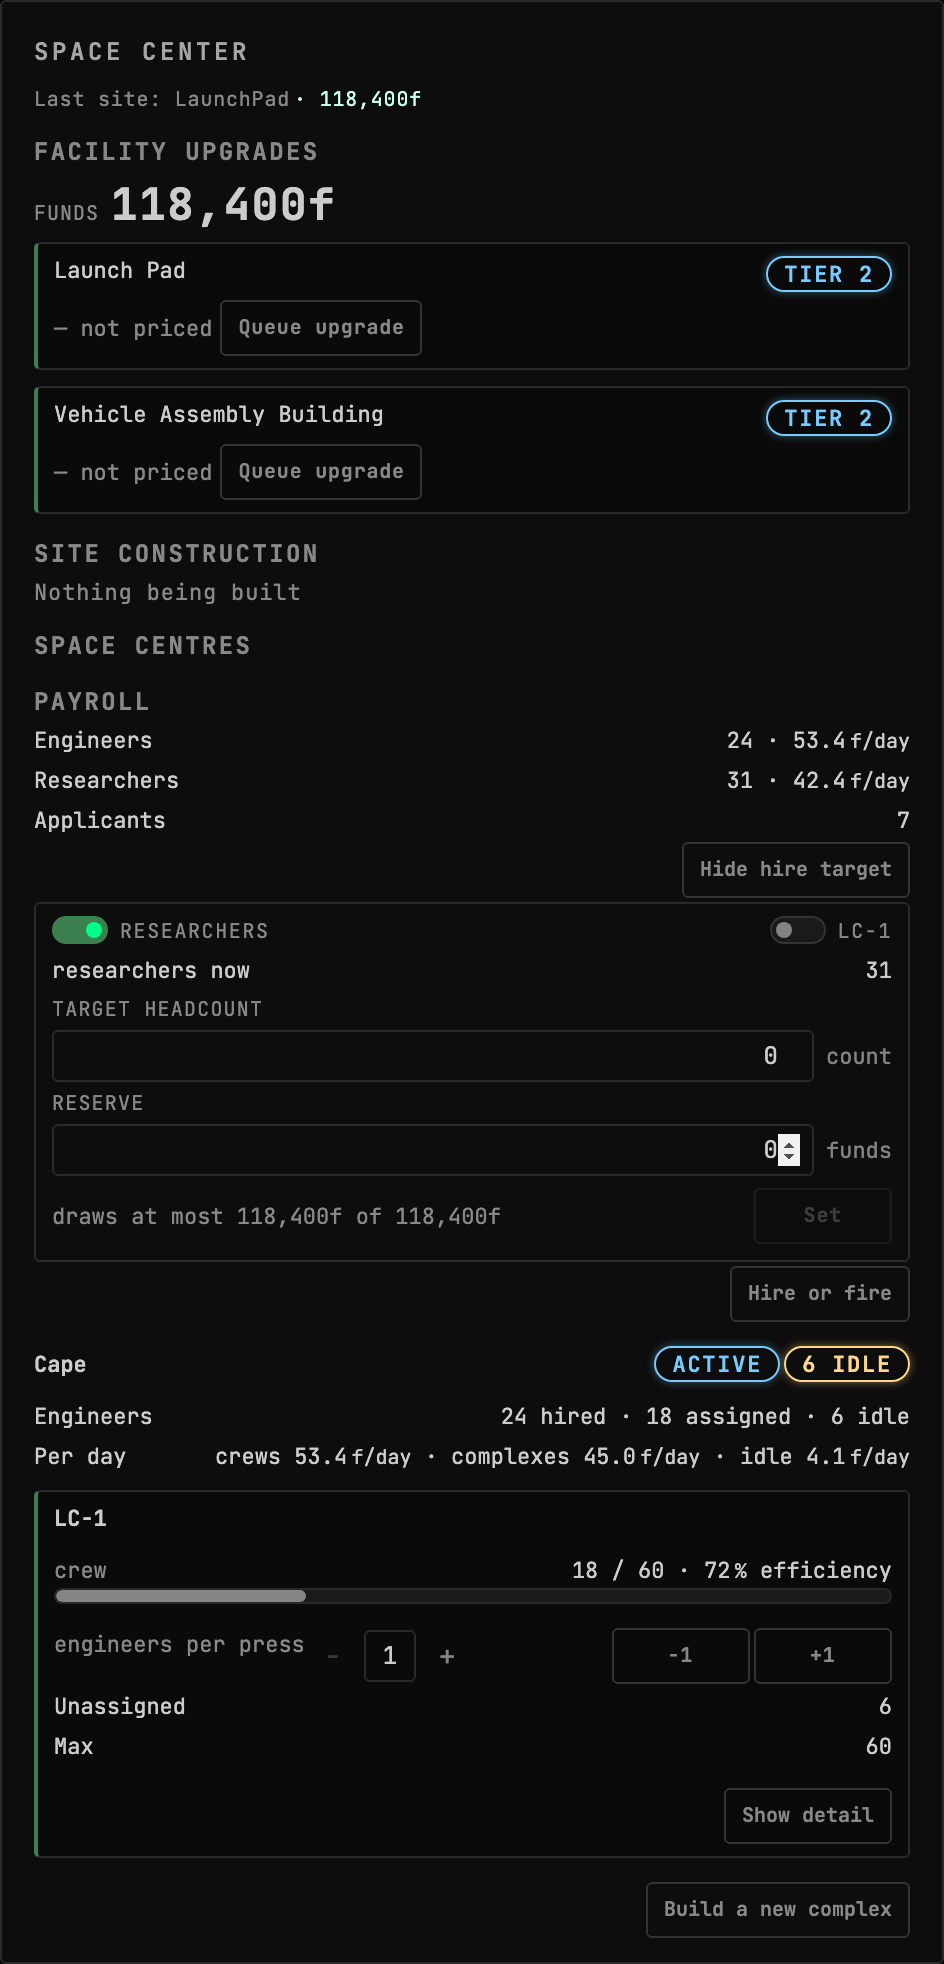 SPACE CENTER
Last site: LaunchPad · 118,400f
FACILITY UPGRADES
FUNDS 118,400f
Launch Pad TIER 2
— not priced Queue upgrade
Vehicle Assembly Building TIER 2
— not priced Queue upgrade
SITE CONSTRUCTION
Nothing being built
SPACE CENTRES
PAYROLL
Engineers 24 · 53.4 f/day
Researchers 31 · 42.4 f/day
Applicants 7
Hide hire target
RESEARCHERS LC-1
researchers now 31
TARGET HEADCOUNT
0 count
RESERVE
0 funds
draws at most 118,400f of 118,400f Set
Hire or fire
Cape ACTIVE 6 IDLE
Engineers 24 hired · 18 assigned · 6 idle
Per day crews 53.4 f/day · complexes 45.0 f/day · idle 4.1 f/day
LC-1
crew 18 / 60 · 72% efficiency
engineers per press - 1 + -1 +1
Unassigned 6
Max 60
Show detail
Build a new complex